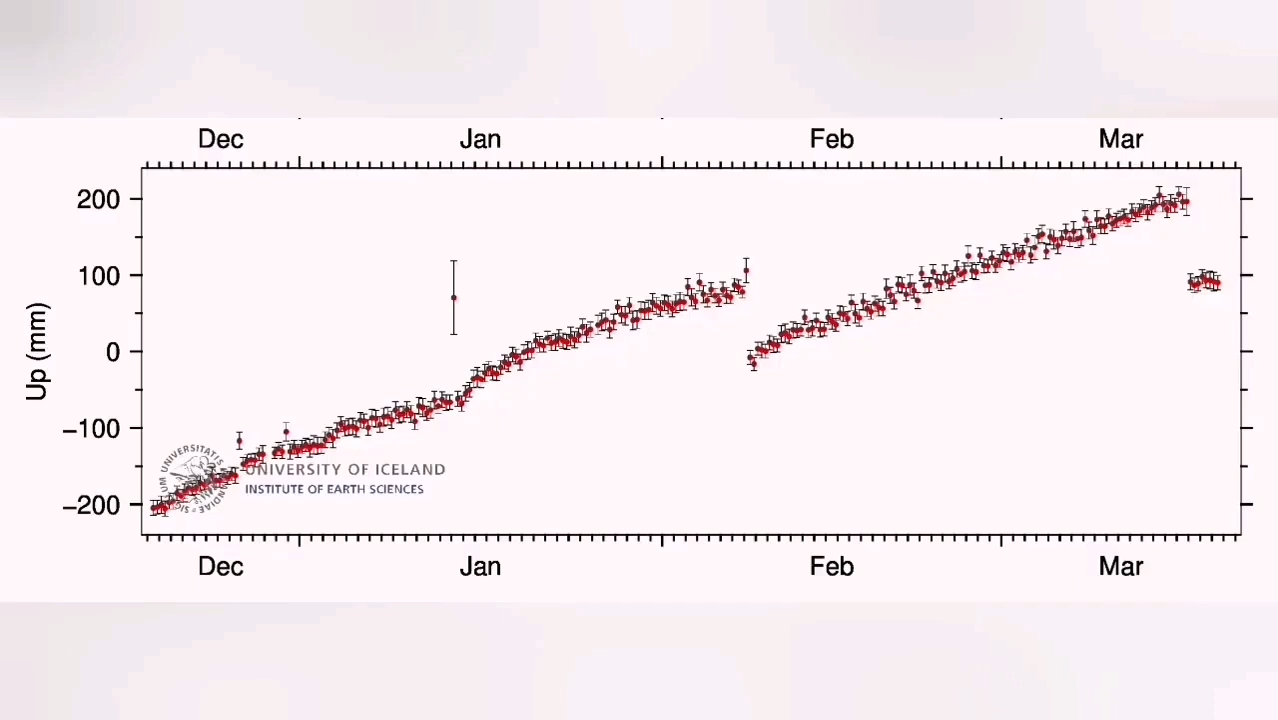 Dec Jan Feb Mar
200
100
0
−100
−200
Up (mm)
UNIVERSITY OF ICELAND
INSTITUTE OF EARTH SCIENCES
Dec Jan Feb Mar